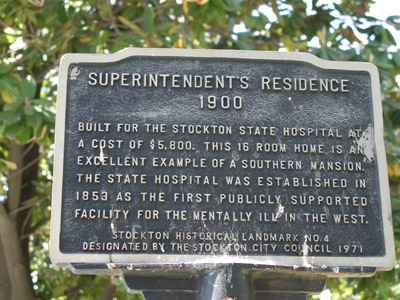 SUPERINTENDENT'S RESIDENCE
1900
BUILT FOR THE STOCKTON STATE HOSPITAL AT
A COST OF $5,800. THIS 16 ROOM HOME IS AN
EXCELLENT EXAMPLE OF A SOUTHERN MANSION.
THE STATE HOSPITAL WAS ESTABLISHED IN
1853 AS THE FIRST PUBLICLY SUPPORTED
FACILITY FOR THE MENTALLY ILL IN THE WEST.
STOCKTON HISTORICAL LANDMARK NO. 4
DESIGNATED BY THE STOCKTON CITY COUNCIL 1971